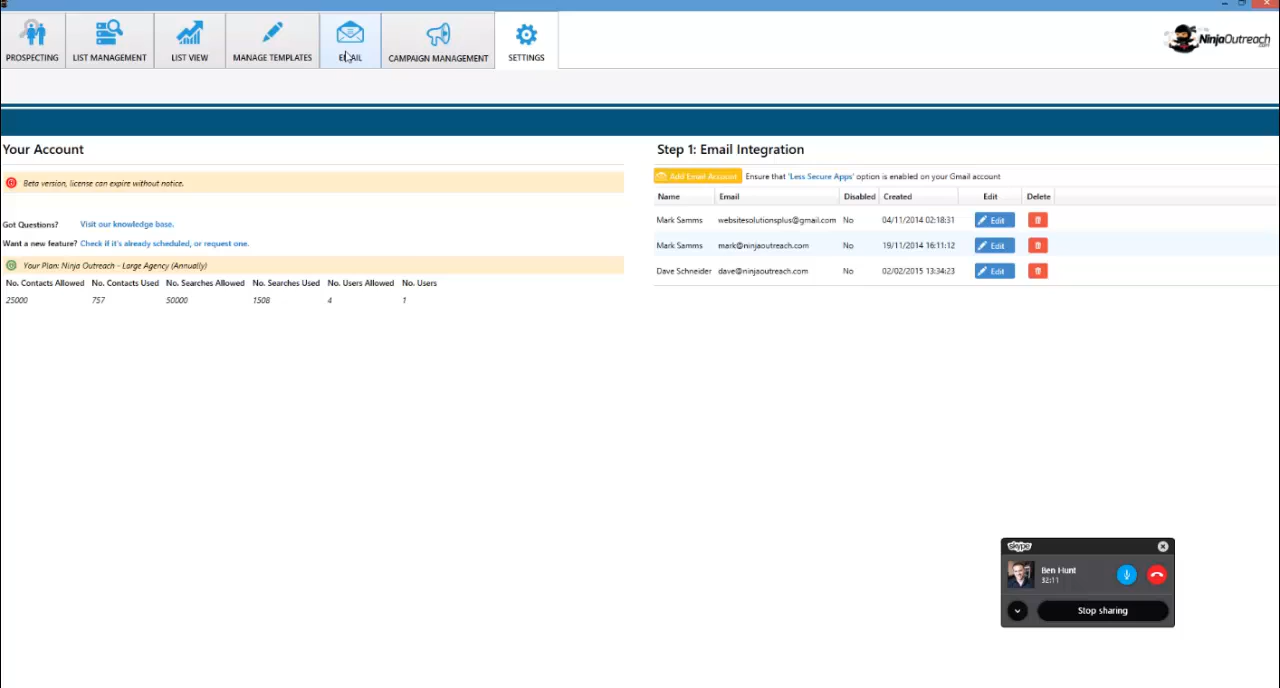 PROSPECTING
LIST MANAGEMENT
LIST VIEW
MANAGE TEMPLATES
CAMPAIGN MANAGEMENT
SETTINGS
NinjaOutreach
Your Account
Beta version, license can expire without notice.
Got Questions? Visit our knowledge base.
Want a new feature? Check if it's already scheduled, or request one.
Your Plan: Ninja Outreach - Large Agency (Annually)
No. Contacts Allowed No. Contacts Used No. Searches Allowed No. Searches Used No. Users Allowed No. Users
25000 757 50000 1508 4 1
Step 1: Email Integration
Add Email Account Ensure that 'Less Secure Apps' option is enabled on your Gmail account
Name Email Disabled Created Edit Delete
Mark Samms websitesolutionsplus@gmail.com No 04/11/2014 02:18:31 Edit
Mark Samms mark@ninjaoutreach.com No 19/11/2014 16:11:12 Edit
Dave Schneider dave@ninjaoutreach.com No 02/02/2015 13:34:23 Edit
skype
Ben Hunt
32:11
Stop sharing